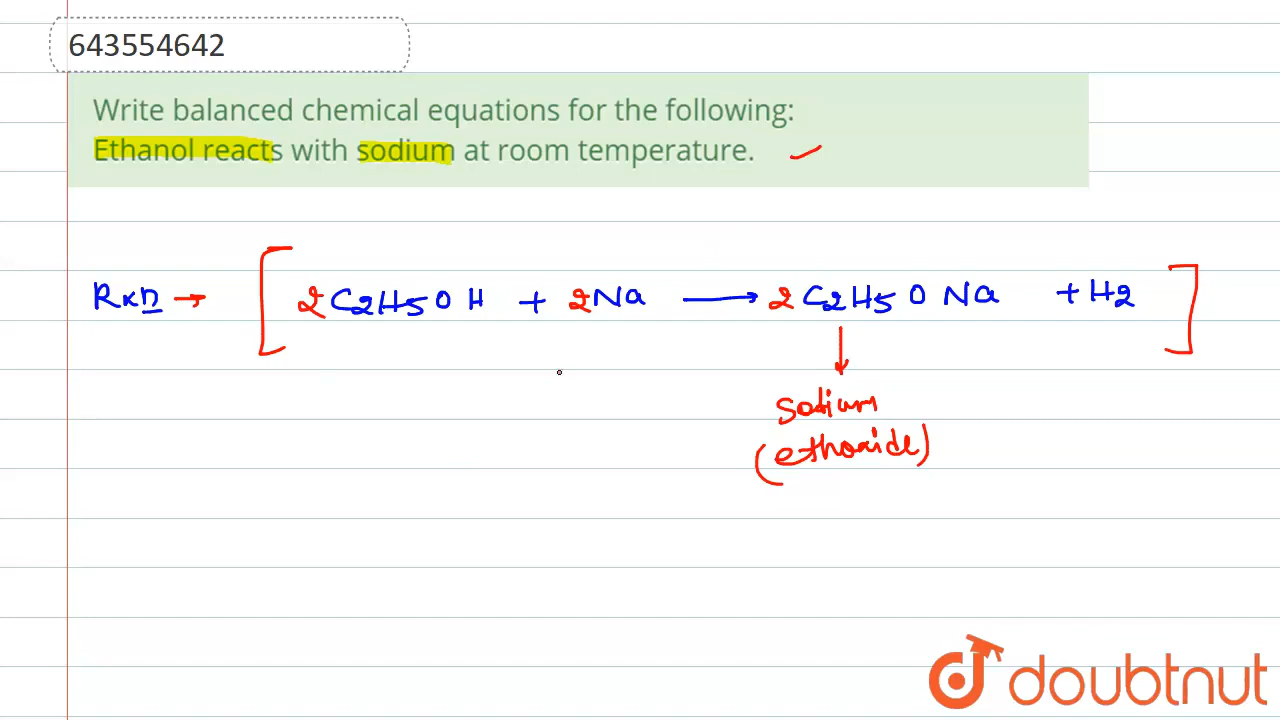 643554642
Write balanced chemical equations for the following:
Ethanol reacts with sodium at room temperature.
Rxn → [ 2C2H5OH + 2Na → 2C2H5ONa + H2 ]
Sodium
(ethoxide)
doubtnut